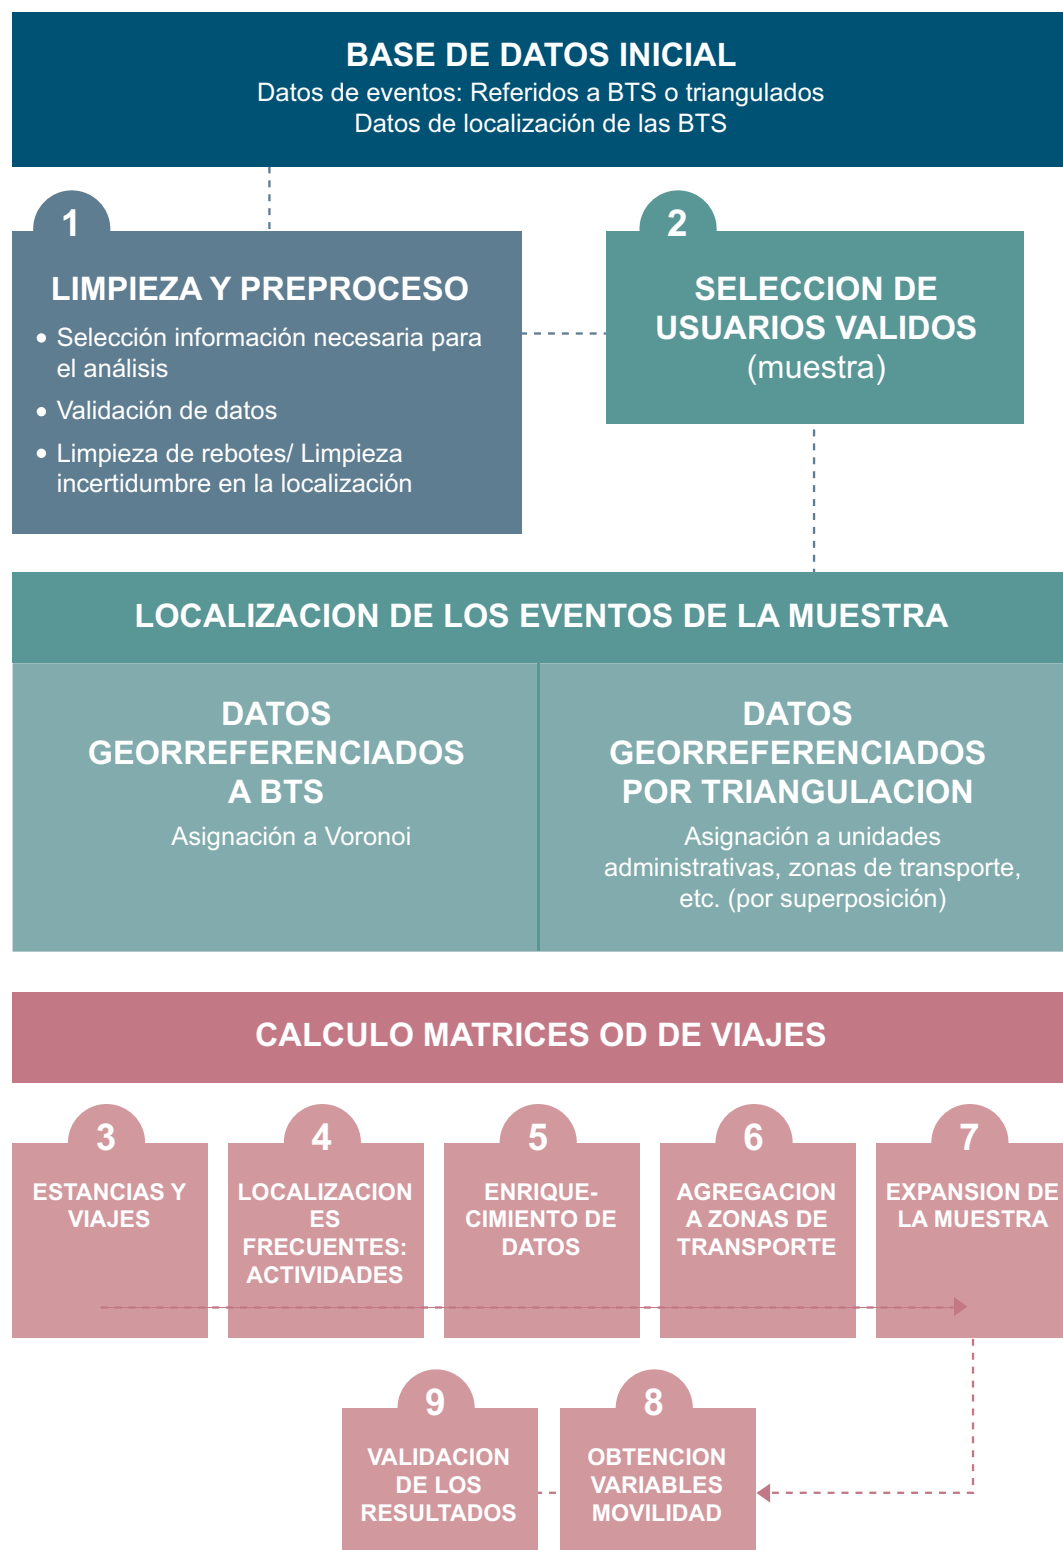 BASE DE DATOS INICIAL
Datos de eventos: Referidos a BTS o triangulados
Datos de localización de las BTS
1
LIMPIEZA Y PREPROCESO
• Selección información necesaria para
el análisis
• Validación de datos
• Limpieza de rebotes/ Limpieza
incertidumbre en la localización
2
SELECCION DE
USUARIOS VALIDOS
(muestra)
LOCALIZACION DE LOS EVENTOS DE LA MUESTRA
DATOS
GEORREFERENCIADOS
A BTS
Asignación a Voronoi
DATOS
GEORREFERENCIADOS
POR TRIANGULACION
Asignación a unidades
administrativas, zonas de transporte,
etc. (por superposición)
CALCULO MATRICES OD DE VIAJES
3
ESTANCIAS Y
VIAJES
4
LOCALIZACION
ES
FRECUENTES:
ACTIVIDADES
5
ENRIQUE-
CIMIENTO DE
DATOS
6
AGREGACION
A ZONAS DE
TRANSPORTE
7
EXPANSION DE
LA MUESTRA
9
VALIDACION
DE LOS
RESULTADOS
8
OBTENCION
VARIABLES
MOVILIDAD